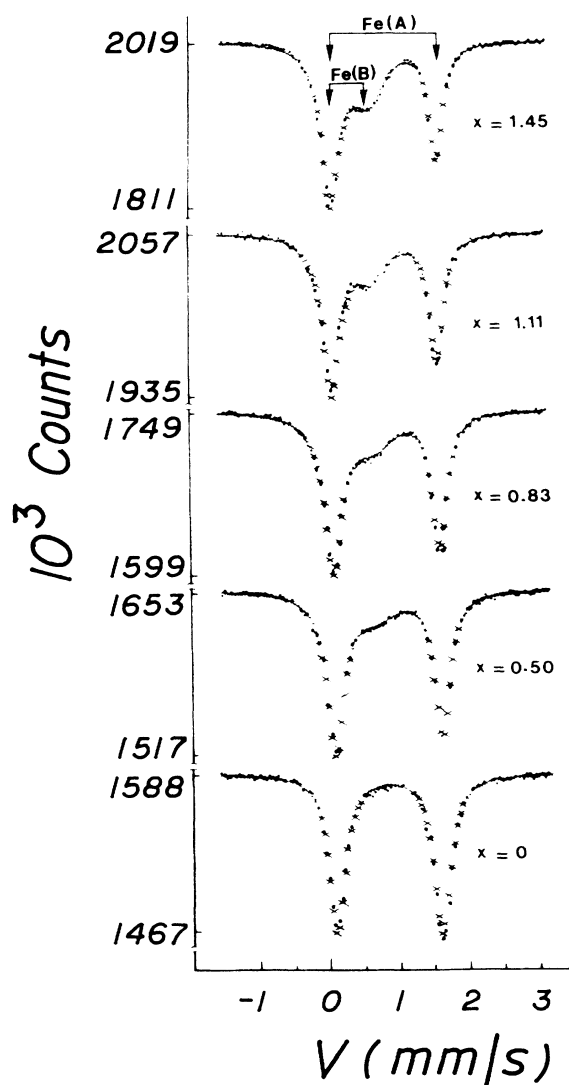 Fe(A)
2019
Fe(B)
x = 1.45
1811
2057
x = 1.11
1935
1749
x = 0.83
1599
1653
x = 0.50
1517
1588
x = 0
1467
10³ Counts
-1 0 1 2 3
V (mm/s)